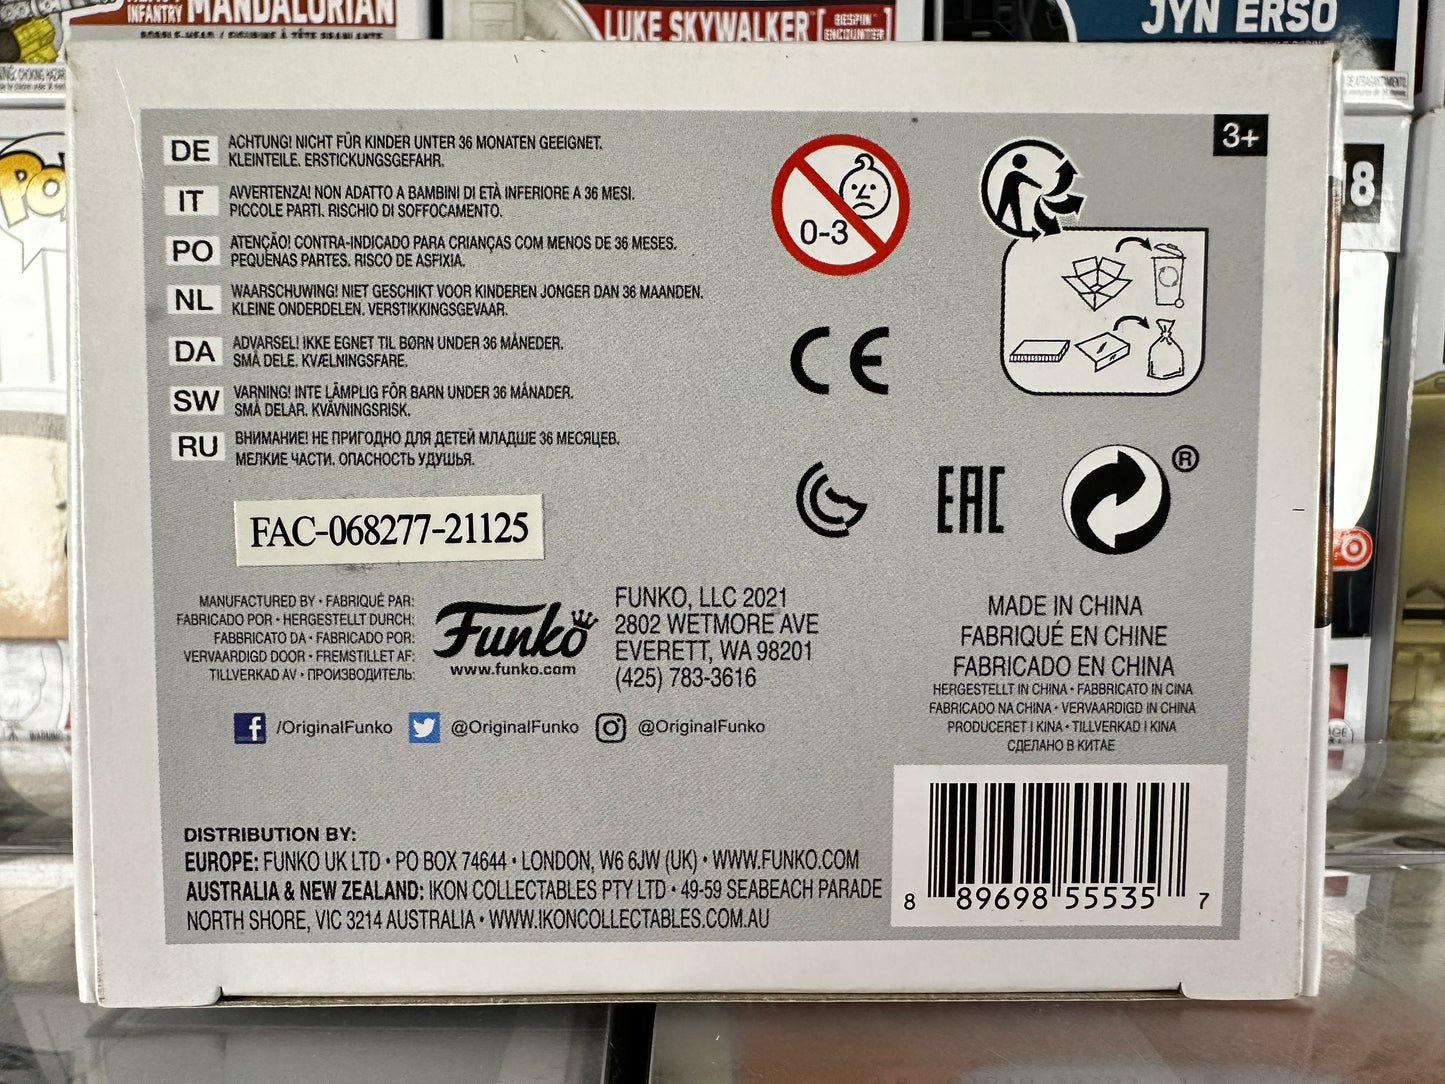 INFANTRY MANDALORIAN
BOBBLE-HEAD / FIGURINE À TÊTE BRANLANTE
LUKE SKYWALKER [BESPIN ENCOUNTER]
JYN ERSO
POP
18
3+
DE ACHTUNG! NICHT FÜR KINDER UNTER 36 MONATEN GEEIGNET.
KLEINTEILE. ERSTICKUNGSGEFAHR.
IT AVVERTENZA! NON ADATTO A BAMBINI DI ETÀ INFERIORE A 36 MESI.
PICCOLE PARTI. RISCHIO DI SOFFOCAMENTO.
PO ATENÇÃO! CONTRA-INDICADO PARA CRIANÇAS COM MENOS DE 36 MESES.
PEQUENAS PARTES. RISCO DE ASFIXIA.
NL WAARSCHUWING! NIET GESCHIKT VOOR KINDEREN JONGER DAN 36 MAANDEN.
KLEINE ONDERDELEN. VERSTIKKINGSGEVAAR.
DA ADVARSEL! IKKE EGNET TIL BØRN UNDER 36 MÅNEDER.
SMÅ DELE. KVÆLNINGSFARE.
SW VARNING! INTE LÄMPLIG FÖR BARN UNDER 36 MÅNADER.
SMÅ DELAR. KVÄVNINGSRISK.
RU ВНИМАНИЕ! НЕ ПРИГОДНО ДЛЯ ДЕТЕЙ МЛАДШЕ 36 МЕСЯЦЕВ.
МЕЛКИЕ ЧАСТИ. ОПАСНОСТЬ УДУШЬЯ.
0-3
CE
EAC
®
FAC-068277-21125
MANUFACTURED BY • FABRIQUÉ PAR:
FABRICADO POR • HERGESTELLT DURCH:
FABBRICATO DA • FABRICADO POR:
VERVAARDIGD DOOR • FREMSTILLET AF:
TILLVERKAD AV • ПРОИЗВОДИТЕЛЬ:
Funko
www.funko.com
FUNKO, LLC 2021
2802 WETMORE AVE
EVERETT, WA 98201
(425) 783-3616
/OriginalFunko @OriginalFunko @OriginalFunko
MADE IN CHINA
FABRIQUÉ EN CHINE
FABRICADO EN CHINA
HERGESTELLT IN CHINA • FABBRICATO IN CINA
FABRICADO NA CHINA • VERVAARDIGD IN CHINA
PRODUCERET I KINA • TILLVERKAD I KINA
СДЕЛАНО В КИТАЕ
DISTRIBUTION BY:
EUROPE: FUNKO UK LTD • PO BOX 74644 • LONDON, W6 6JW (UK) • WWW.FUNKO.COM
AUSTRALIA & NEW ZEALAND: IKON COLLECTABLES PTY LTD • 49-59 SEABEACH PARADE
NORTH SHORE, VIC 3214 AUSTRALIA • WWW.IKONCOLLECTABLES.COM.AU
8 89698 55535 7